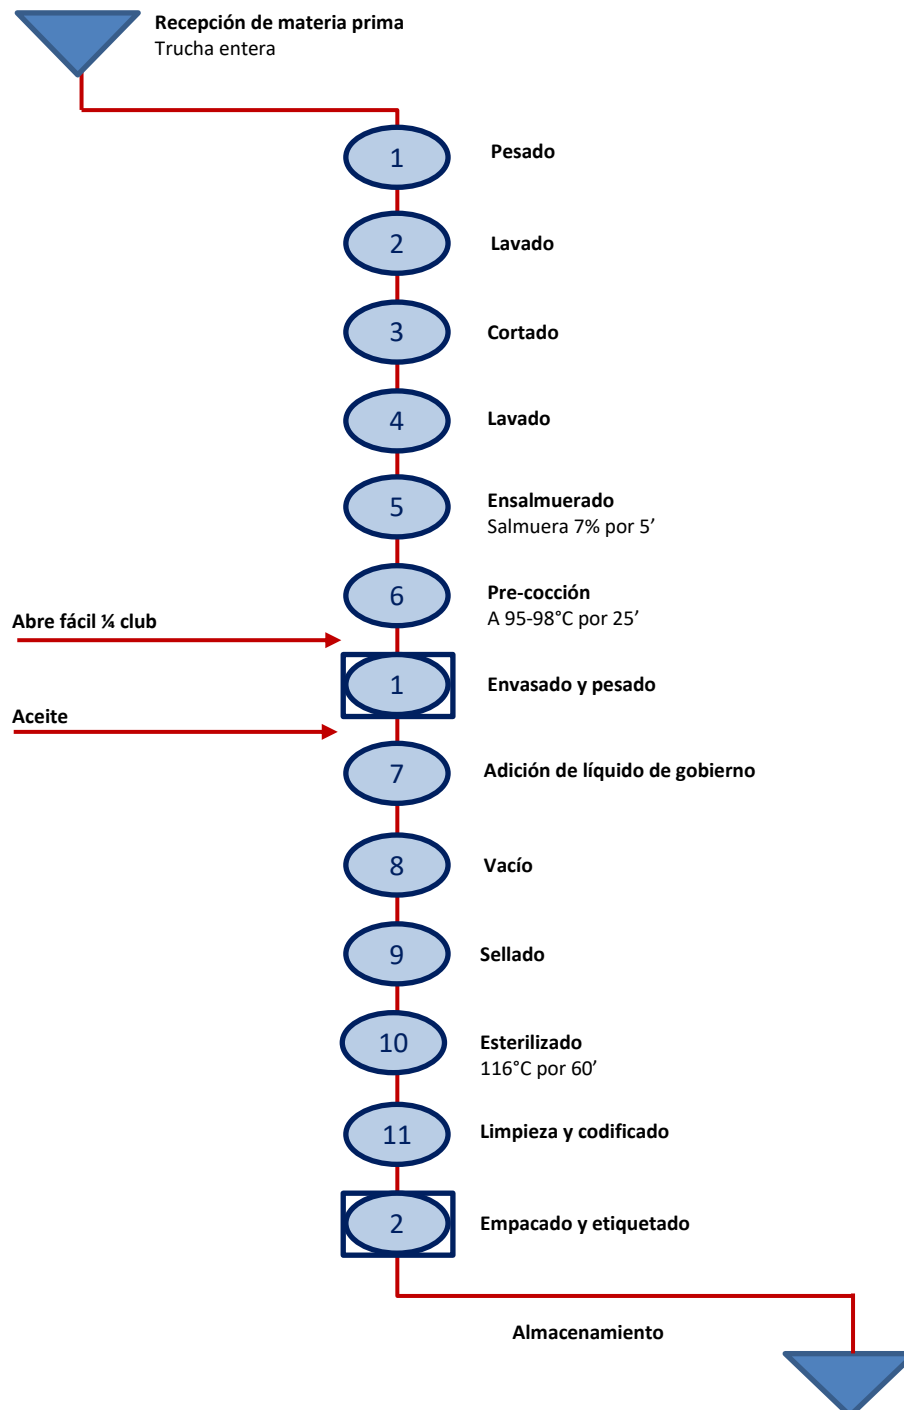 Recepción de materia prima
Trucha entera
1
Pesado
2
Lavado
3
Cortado
4
Lavado
5
Ensalmuerado
Salmuera 7% por 5’
6
Pre-cocción
A 95-98°C por 25’
Abre fácil ¼ club
1
Envasado y pesado
Aceite
7
Adición de líquido de gobierno
8
Vacío
9
Sellado
10
Esterilizado
116°C por 60’
11
Limpieza y codificado
2
Empacado y etiquetado
Almacenamiento